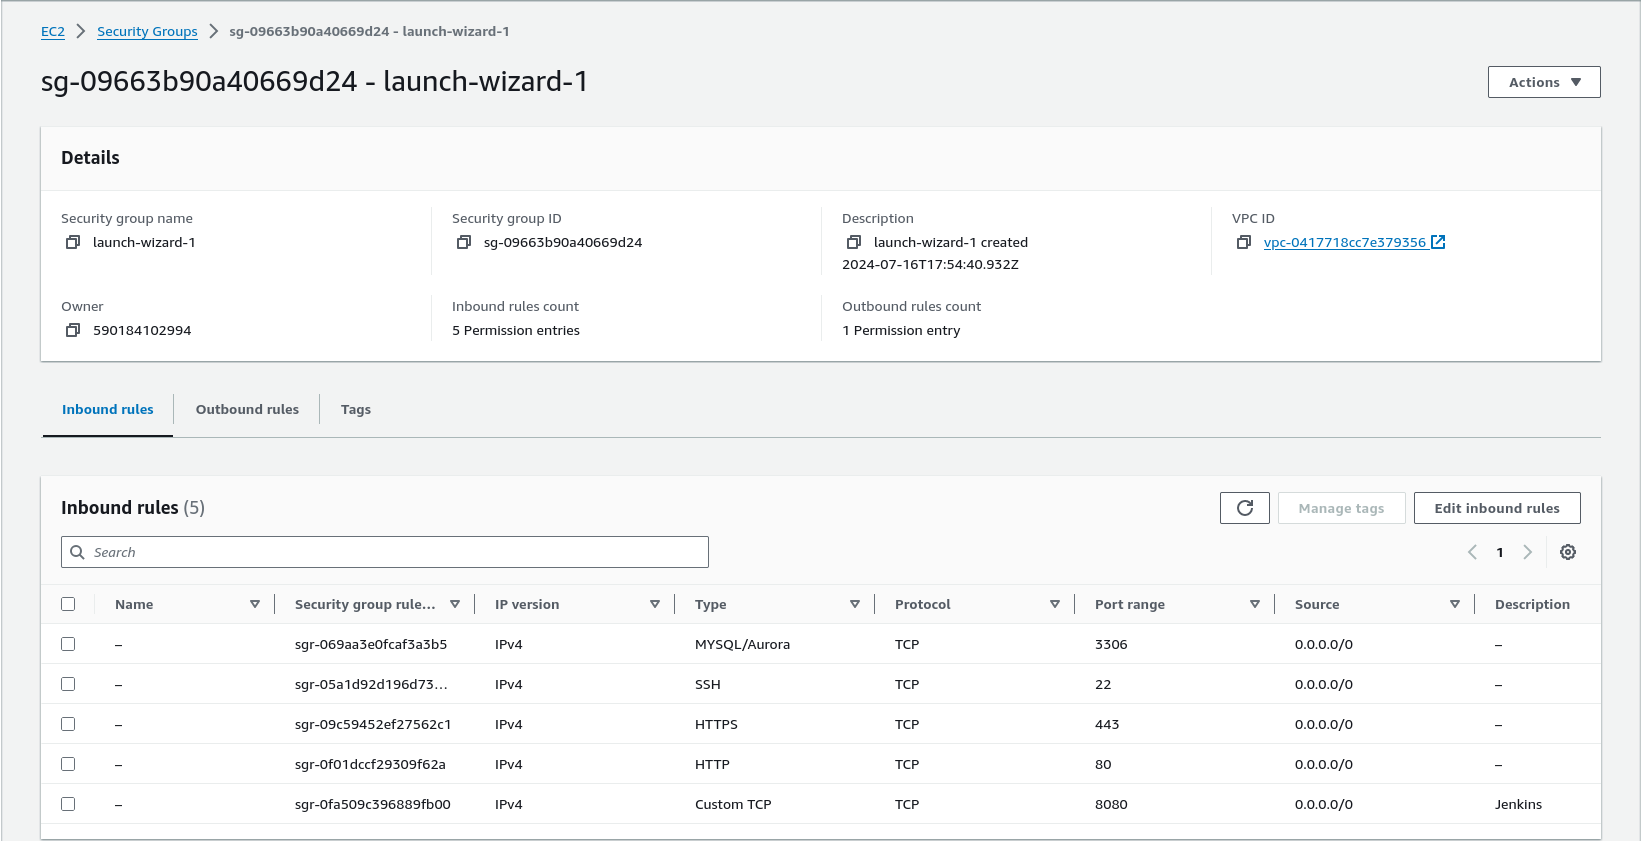 EC2 > Security Groups > sg-09663b90a40669d24 - launch-wizard-1
sg-09663b90a40669d24 - launch-wizard-1
Actions
Details
Security group name
launch-wizard-1
Security group ID
sg-09663b90a40669d24
Description
launch-wizard-1 created
2024-07-16T17:54:40.932Z
VPC ID
vpc-0417718cc7e379356
Owner
590184102994
Inbound rules count
5 Permission entries
Outbound rules count
1 Permission entry
Inbound rules Outbound rules Tags
Inbound rules (5)
Manage tags Edit inbound rules
Search
1
Name Security group rule... IP version Type Protocol Port range Source Description
– sgr-069aa3e0fcaf3a3b5 IPv4 MYSQL/Aurora TCP 3306 0.0.0.0/0 –
– sgr-05a1d92d196d73... IPv4 SSH TCP 22 0.0.0.0/0 –
– sgr-09c59452ef27562c1 IPv4 HTTPS TCP 443 0.0.0.0/0 –
– sgr-0f01dccf29309f62a IPv4 HTTP TCP 80 0.0.0.0/0 –
– sgr-0fa509c396889fb00 IPv4 Custom TCP TCP 8080 0.0.0.0/0 Jenkins